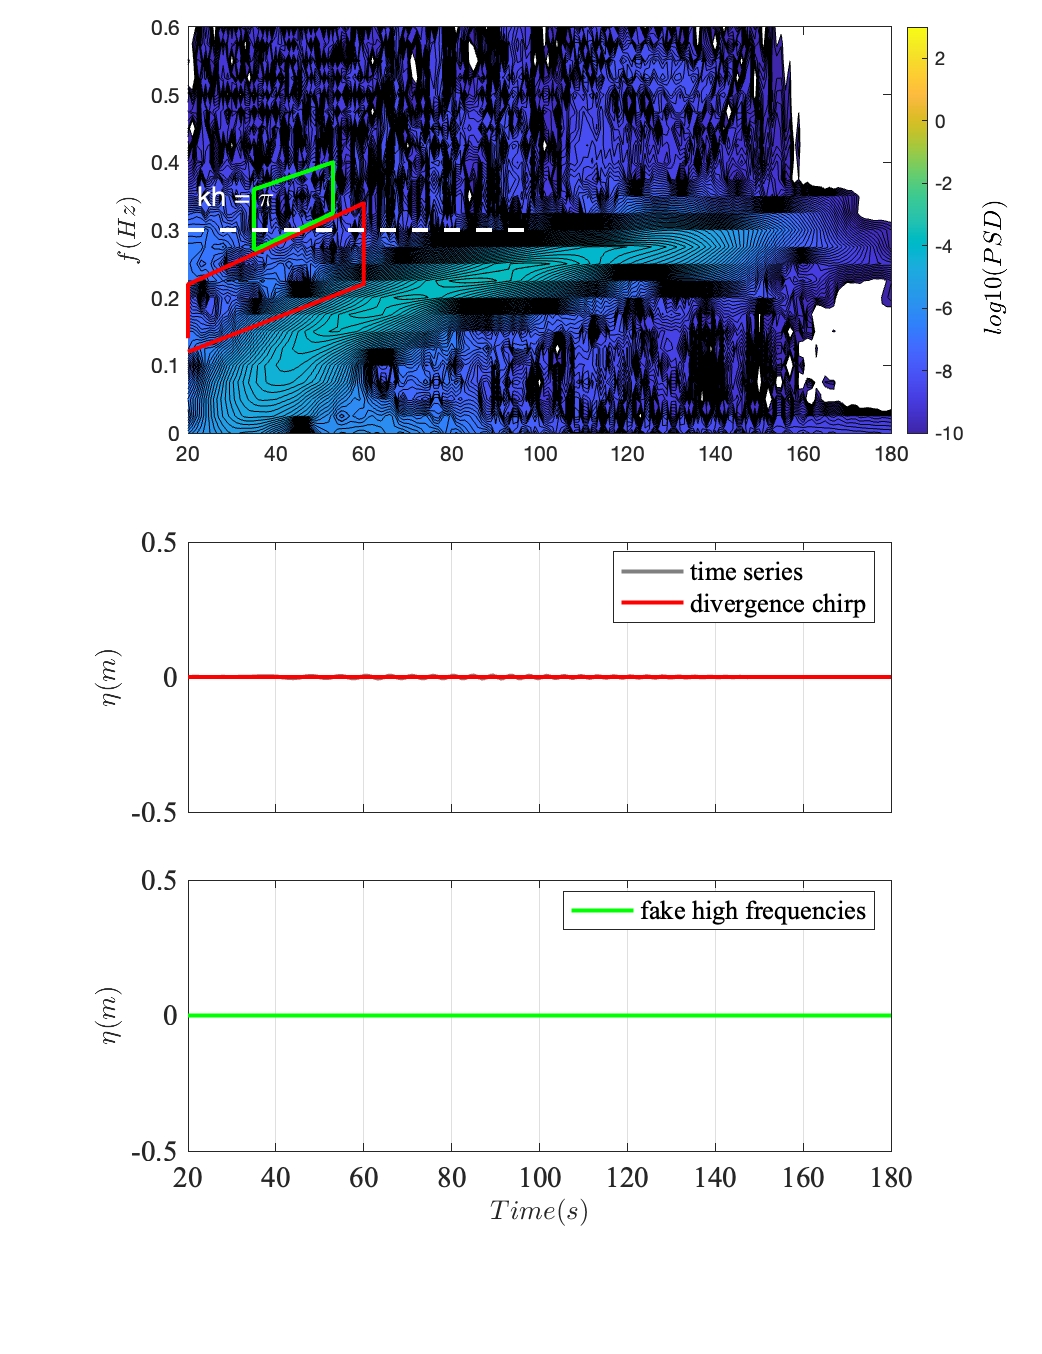 0.6
0.5
0.4
0.3
0.2
0.1
0
f(Hz)
kh = π
20 40 60 80 100 120 140 160 180
2
0
-2
-4
-6
-8
-10
log10(PSD)
0.5
0
-0.5
η(m)
time series
divergence chirp
0.5
0
-0.5
η(m)
fake high frequencies
20 40 60 80 100 120 140 160 180
Time(s)